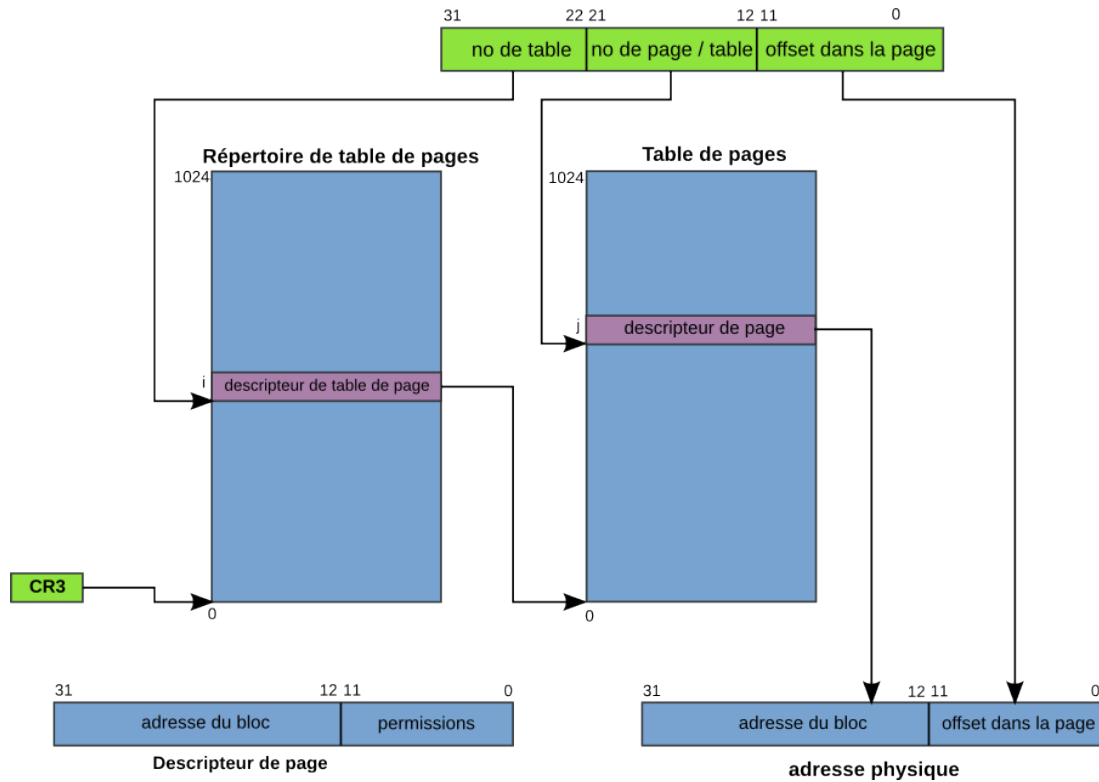 31 22 21 12 11 0
no de table no de page / table offset dans la page
Répertoire de table de pages
Table de pages
1024
1024
j descripteur de page
i descripteur de table de page
CR3
0
0
31 12 11 0
adresse du bloc permissions
Descripteur de page
31 12 11 0
adresse du bloc offset dans la page
adresse physique